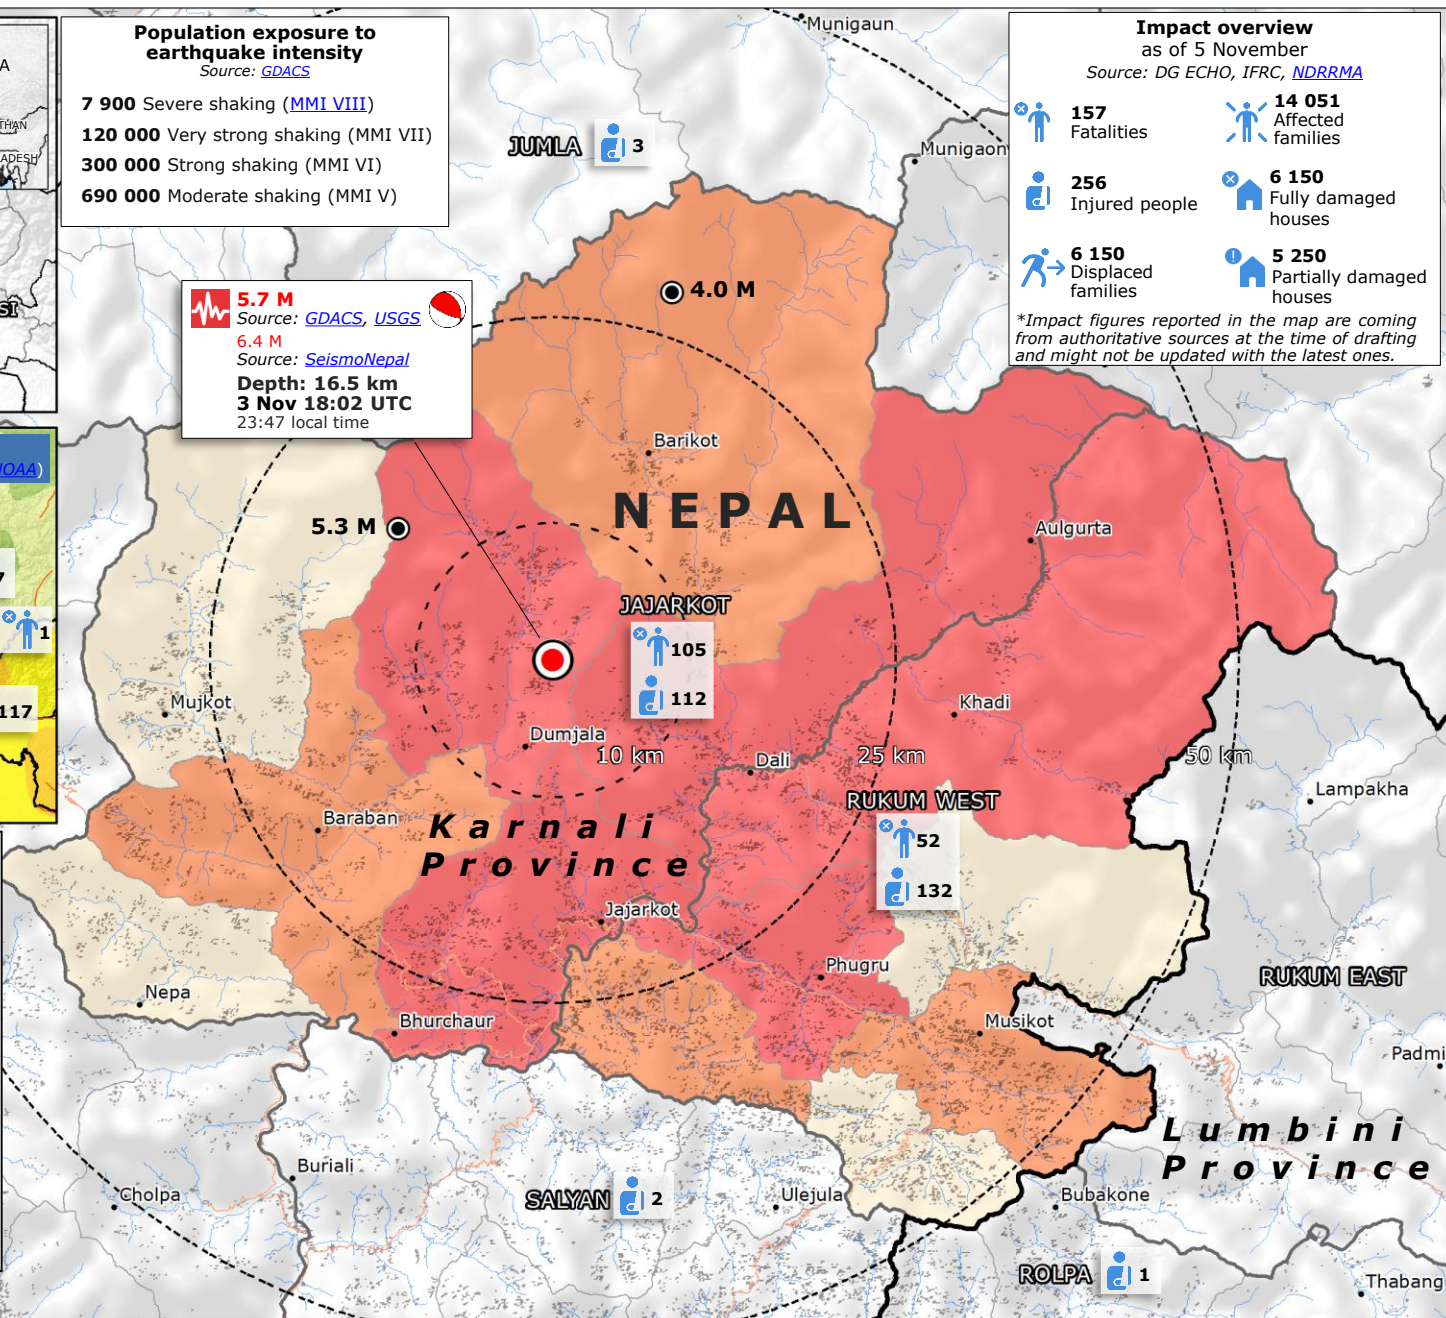 Population exposure to
earthquake intensity
Source: GDACS
7 900 Severe shaking (MMI VIII)
120 000 Very strong shaking (MMI VII)
300 000 Strong shaking (MMI VI)
690 000 Moderate shaking (MMI V)
Impact overview
as of 5 November
Source: DG ECHO, IFRC, NDRRMA
157
Fatalities
14 051
Affected
families
256
Injured people
6 150
Fully damaged
houses
6 150
Displaced
families
5 250
Partially damaged
houses
*Impact figures reported in the map are coming
from authoritative sources at the time of drafting
and might not be updated with the latest ones.
5.7 M
Source: GDACS, USGS
6.4 M
Source: SeismoNepal
Depth: 16.5 km
3 Nov 18:02 UTC
23:47 local time
Munigaun
JUMLA 3
Munigaon
4.0 M
Barikot
NEPAL
5.3 M
Aulgurta
JAJARKOT
105
112
1
117
Mujkot
Khadi
Dumjala
10 km
Dali
25 km
50 km
Lampakha
RUKUM WEST
52
132
Baraban
Karnali
Province
Jajarkot
Phugru
RUKUM EAST
Nepa
Bhurchaur
Musikot
Padmi
Lumbini
Province
Buriali
Cholpa
SALYAN 2
Ulejula
Bubakone
ROLPA 1
Thabang